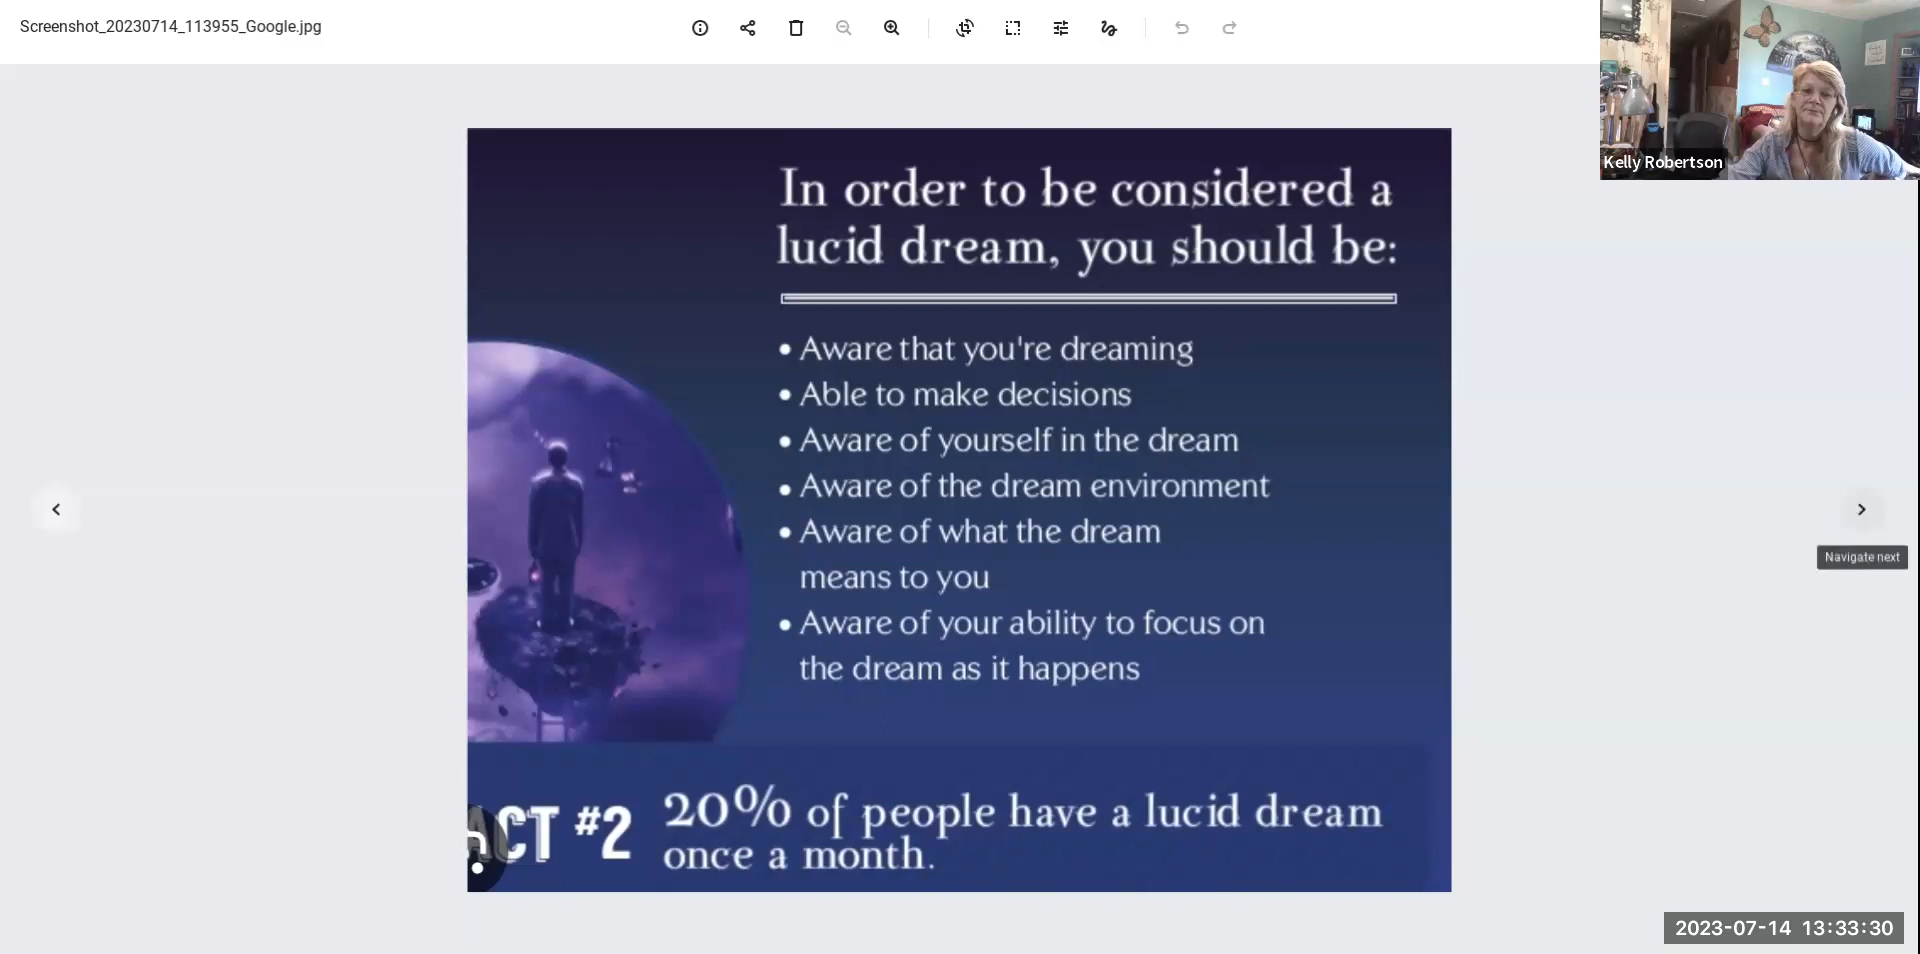 Screenshot_20230714_113955_Google.jpg
Kelly Robertson
In order to be considered a
lucid dream, you should be:
• Aware that you're dreaming
• Able to make decisions
• Aware of yourself in the dream
• Aware of the dream environment
• Aware of what the dream
means to you
• Aware of your ability to focus on
the dream as it happens
Navigate next
ACT #2
20% of people have a lucid dream
once a month.
2023-07-14 13:33:30